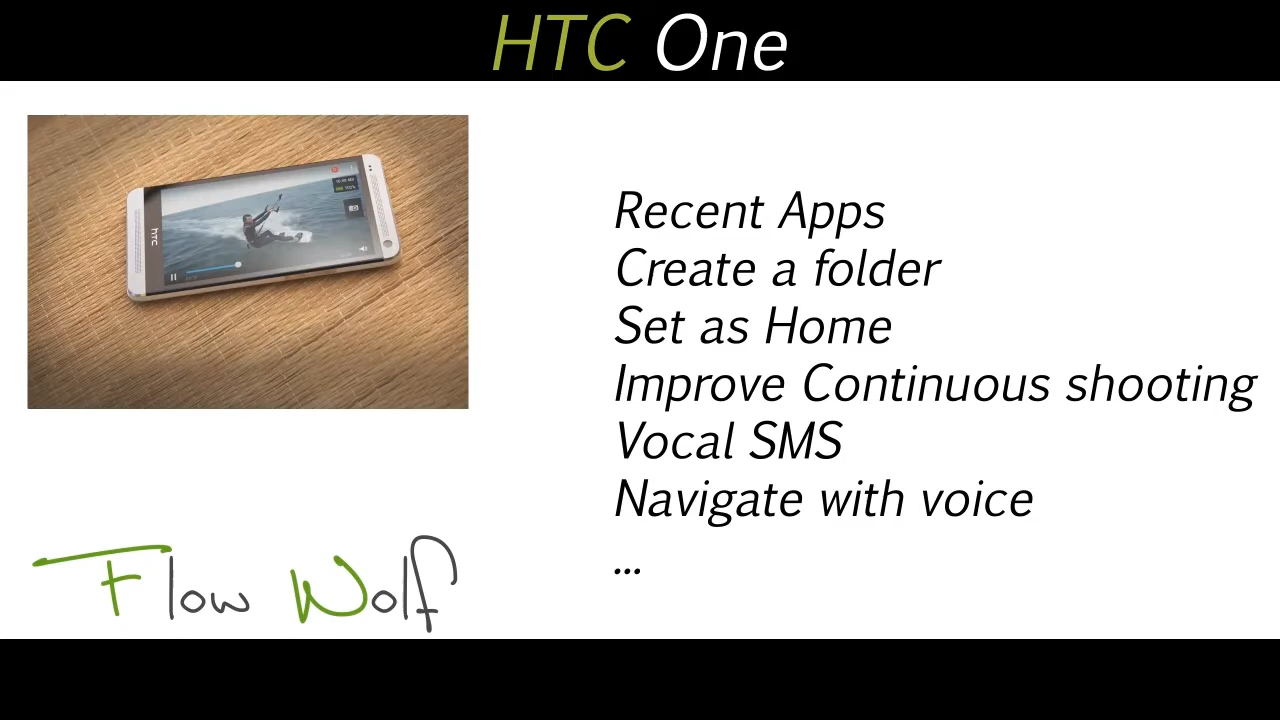 HTC One
hTC
Recent Apps
Create a folder
Set as Home
Improve Continuous shooting
Vocal SMS
Navigate with voice
...
Flow Wolf